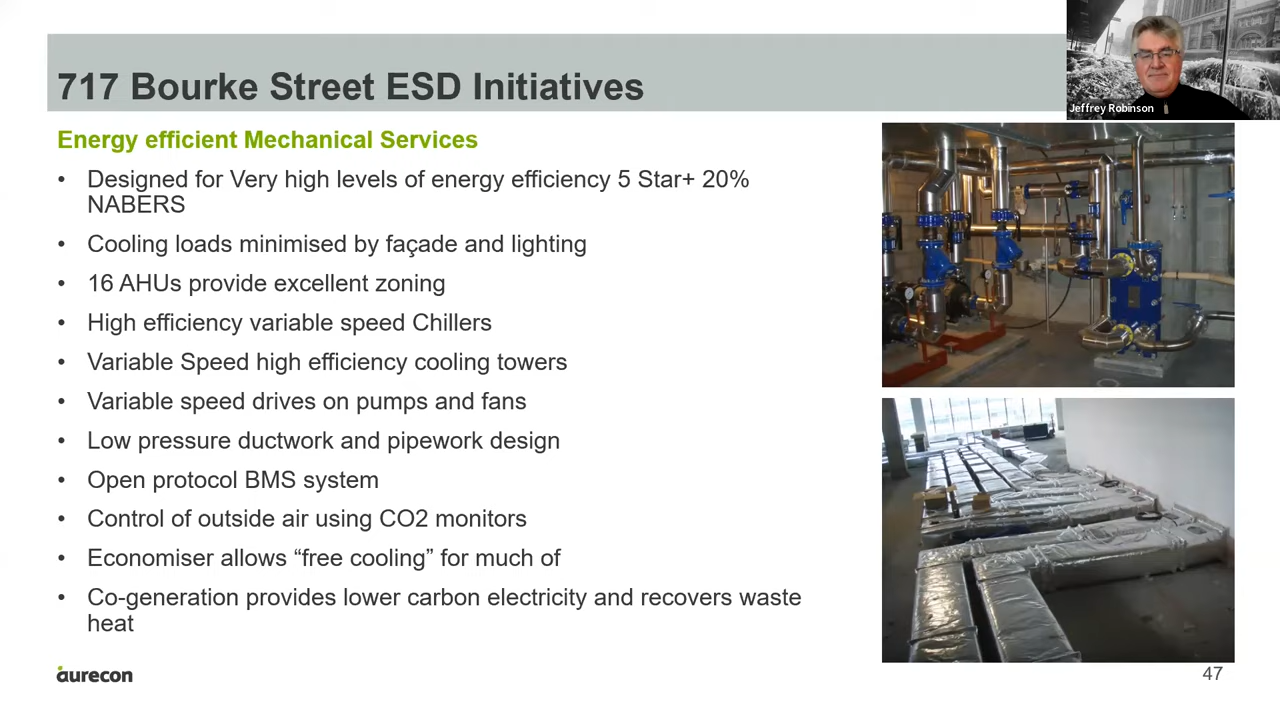 717 Bourke Street ESD Initiatives
Jeffrey Robinson
Energy efficient Mechanical Services
• Designed for Very high levels of energy efficiency 5 Star+ 20%
NABERS
• Cooling loads minimised by façade and lighting
• 16 AHUs provide excellent zoning
• High efficiency variable speed Chillers
• Variable Speed high efficiency cooling towers
• Variable speed drives on pumps and fans
• Low pressure ductwork and pipework design
• Open protocol BMS system
• Control of outside air using CO2 monitors
• Economiser allows “free cooling” for much of
• Co-generation provides lower carbon electricity and recovers waste
heat
aurecon
47